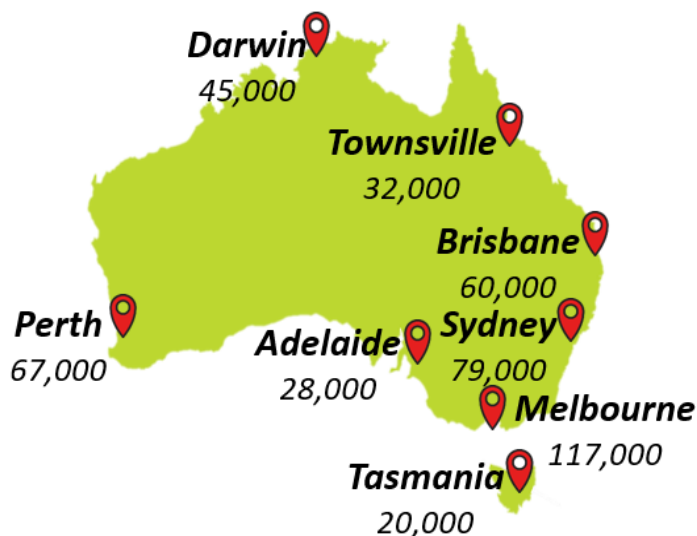 Darwin
45,000
Townsville
32,000
Brisbane
60,000
Perth
67,000
Adelaide
28,000
Sydney
79,000
Melbourne
117,000
Tasmania
20,000